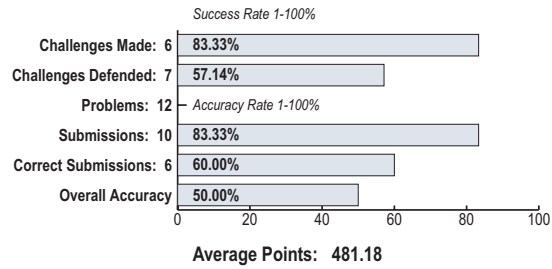 Success Rate 1-100%
Challenges Made: 6 83.33%
Challenges Defended: 7 57.14%
Problems: 12 Accuracy Rate 1-100%
Submissions: 10 83.33%
Correct Submissions: 6 60.00%
Overall Accuracy 50.00%
0 20 40 60 80 100
Average Points: 481.18